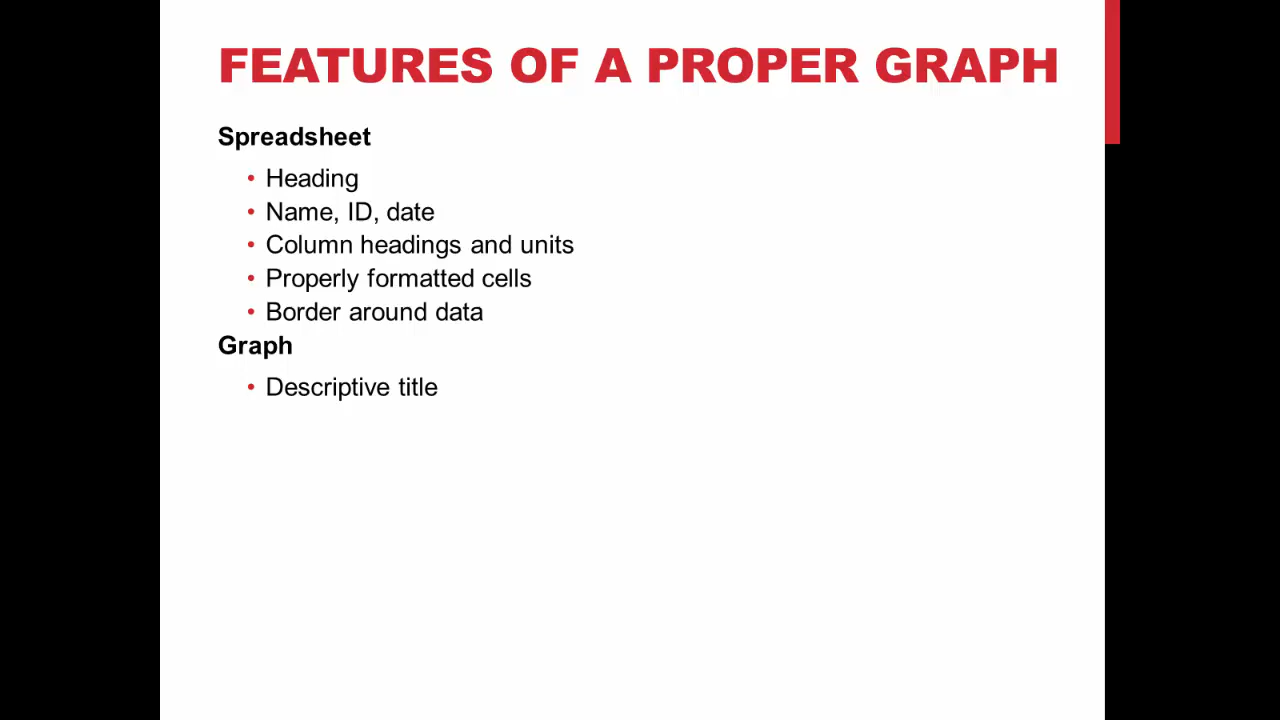 FEATURES OF A PROPER GRAPH
Spreadsheet
• Heading
• Name, ID, date
• Column headings and units
• Properly formatted cells
• Border around data
Graph
• Descriptive title